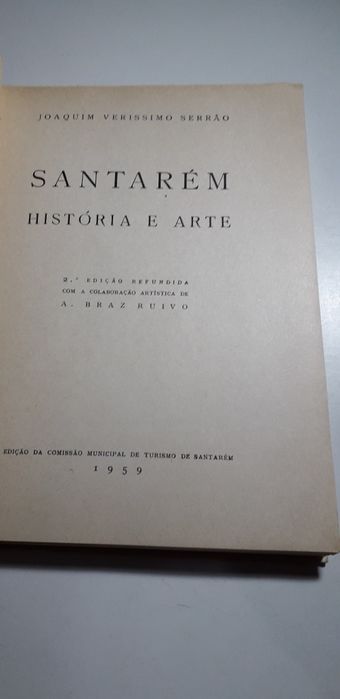 JOAQUIM VERISSIMO SERRÃO
SANTARÉM
HISTÓRIA E ARTE
2.ª EDIÇÃO REFUNDIDA
COM A COLABORAÇÃO ARTÍSTICA DE
A. BRAZ RUIVO
EDIÇÃO DA COMISSÃO MUNICIPAL DE TURISMO DE SANTARÉM
1959